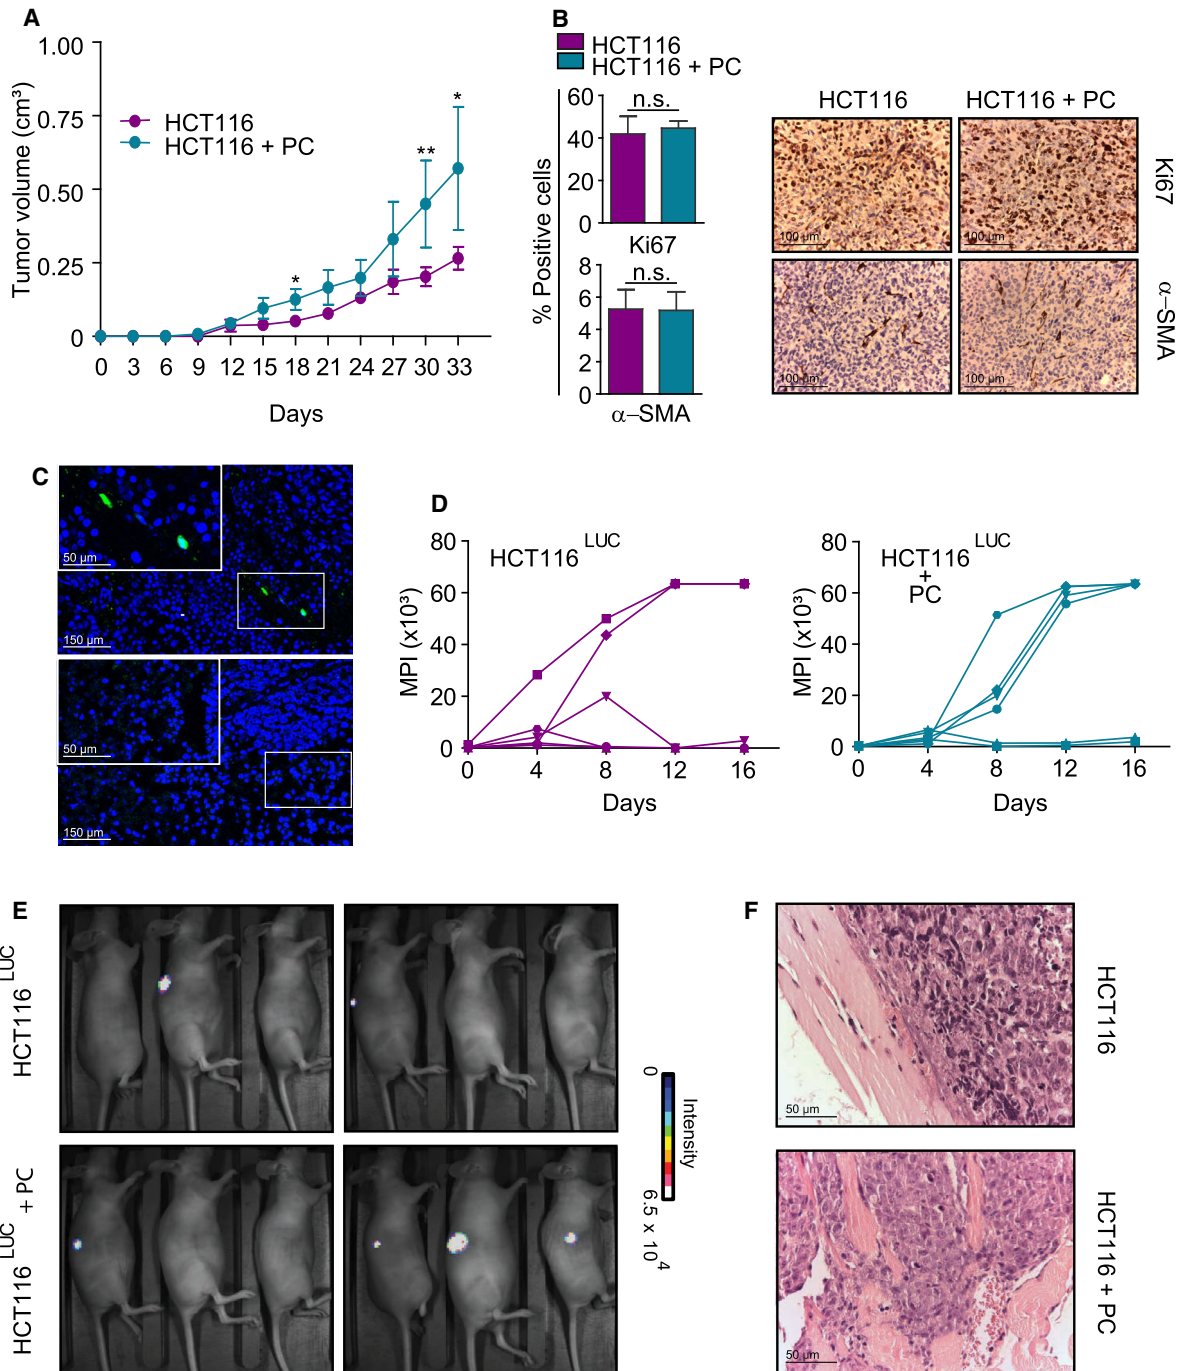 A
1.00
0.75
0.50
0.25
0
Tumor volume (cm³)
HCT116
HCT116 + PC
*
**
*
0 3 6 9 12 15 18 21 24 27 30 33
Days
B
HCT116
HCT116 + PC
% Positive cells
60
40
20
0
n.s.
Ki67
8
6
4
2
0
n.s.
α–SMA
HCT116
HCT116 + PC
Ki67
α–SMA
100 µm
100 µm
100 µm
100 µm
C
50 µm
150 µm
50 µm
150 µm
D
80
60
40
20
0
MPI (x10³)
HCT116 LUC
0 4 8 12 16
Days
80
60
40
20
0
MPI (x10³)
HCT116 LUC
+
PC
0 4 8 12 16
Days
E
HCT116 LUC
HCT116 LUC + PC
0
Intensity
6.5 x 10⁴
F
HCT116
50 µm
HCT116 + PC
50 µm